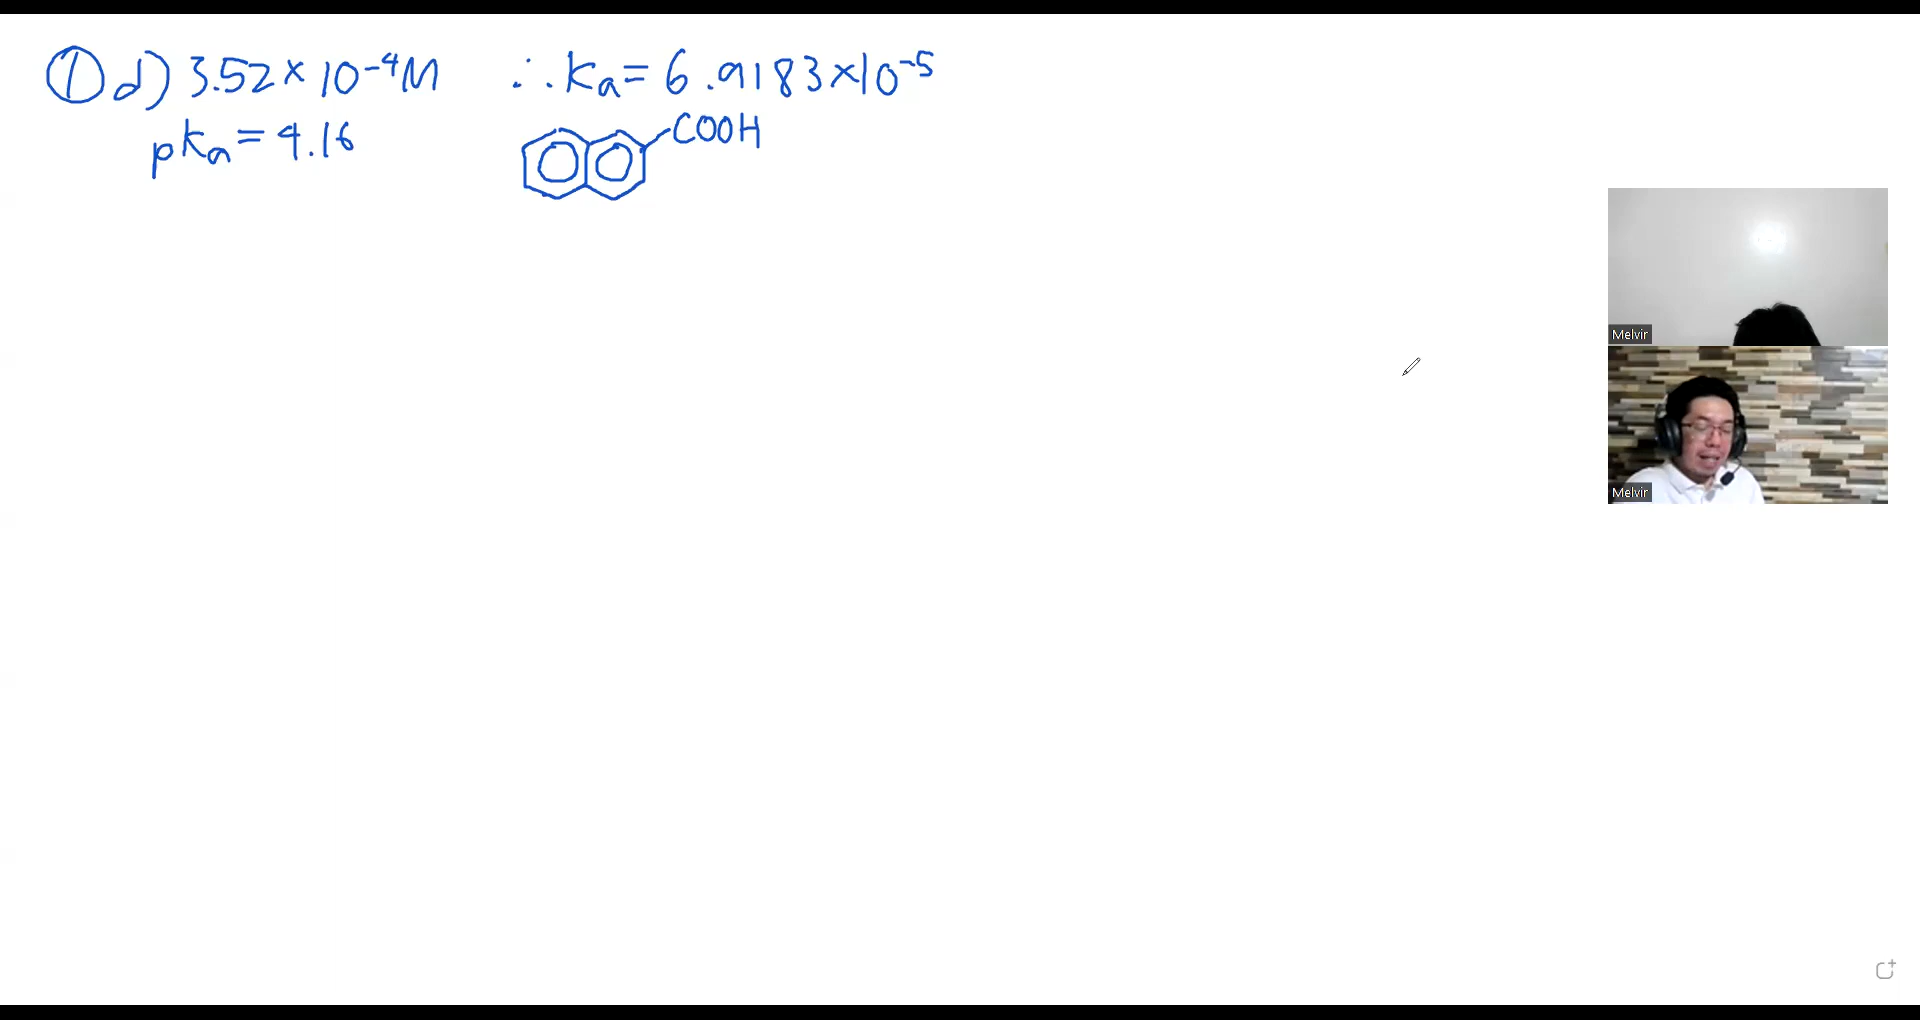 ① d) 3.52 × 10⁻⁴ M ∴ Ka = 6.9183 × 10⁻⁵
pKa = 4.16
COOH
Melvir
Melvir